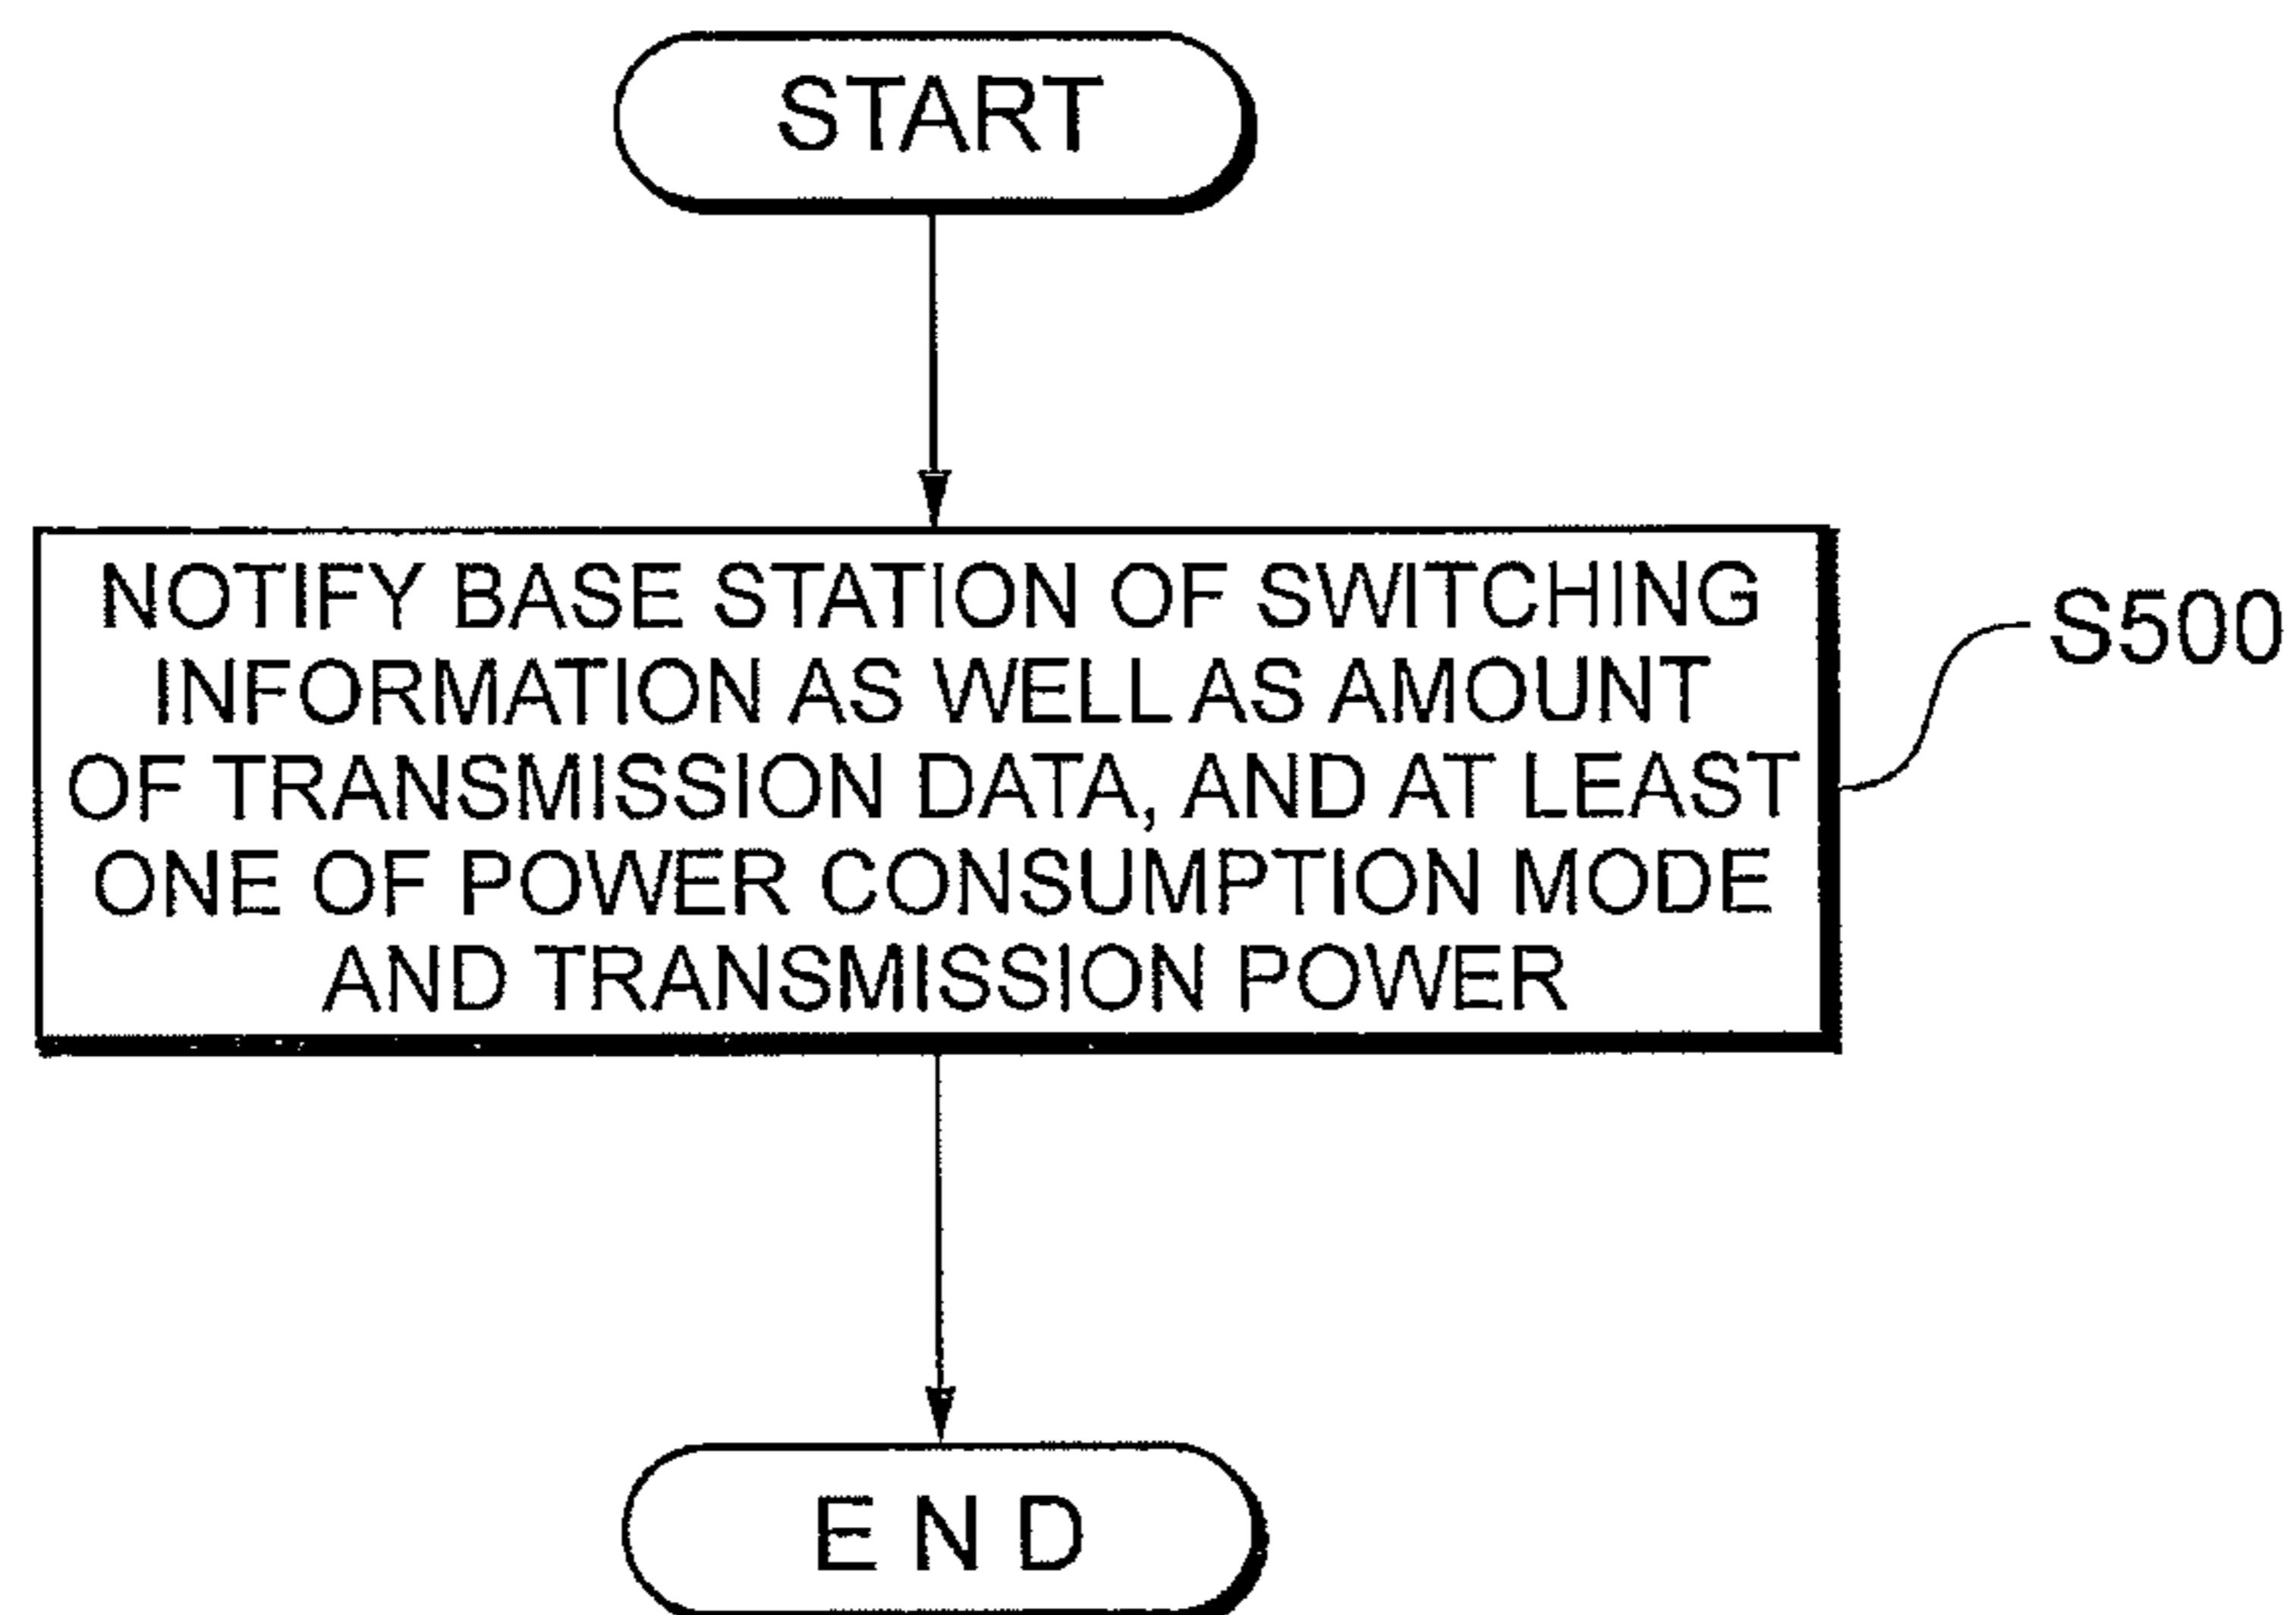 START
NOTIFY BASE STATION OF SWITCHING
INFORMATION AS WELL AS AMOUNT
OF TRANSMISSION DATA, AND AT LEAST
ONE OF POWER CONSUMPTION MODE
AND TRANSMISSION POWER
S500
END